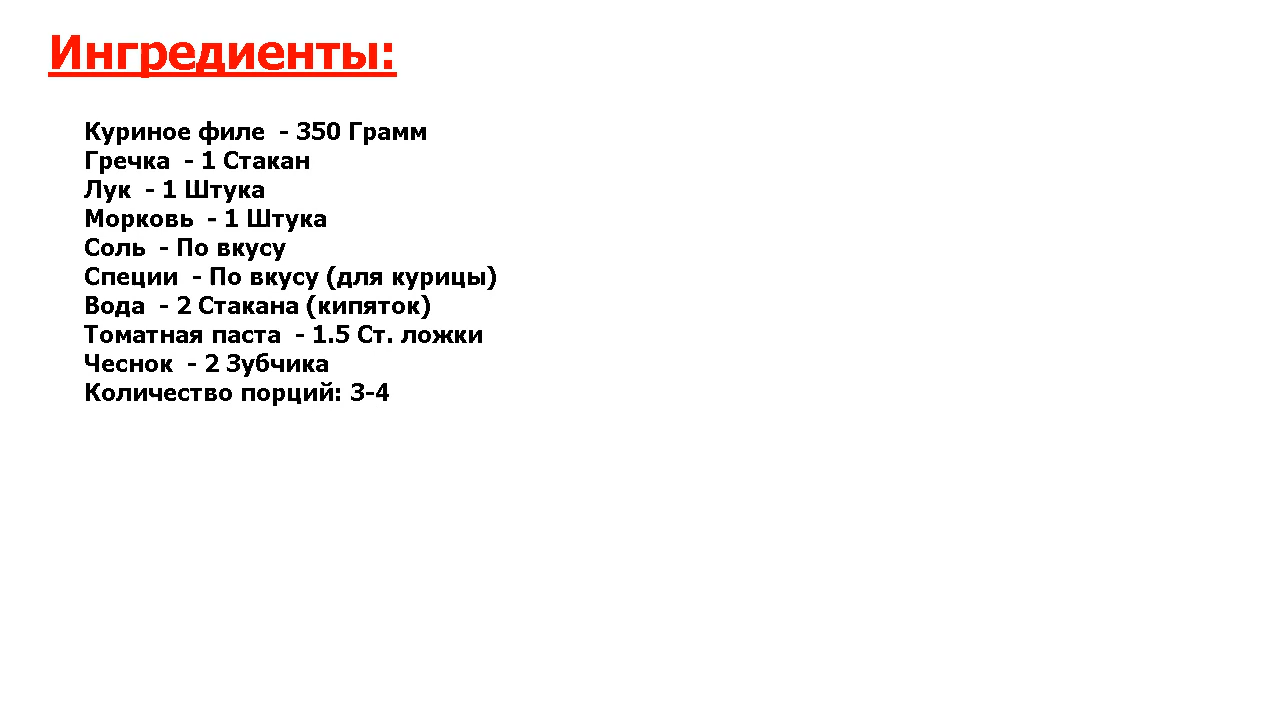 Ингредиенты:
Куриное филе  - 350 Грамм
Гречка  - 1 Стакан
Лук  - 1 Штука
Морковь  - 1 Штука
Соль  - По вкусу
Специи  - По вкусу (для курицы)
Вода  - 2 Стакана (кипяток)
Томатная паста  - 1.5 Ст. ложки
Чеснок  - 2 Зубчика
Количество порций: 3-4